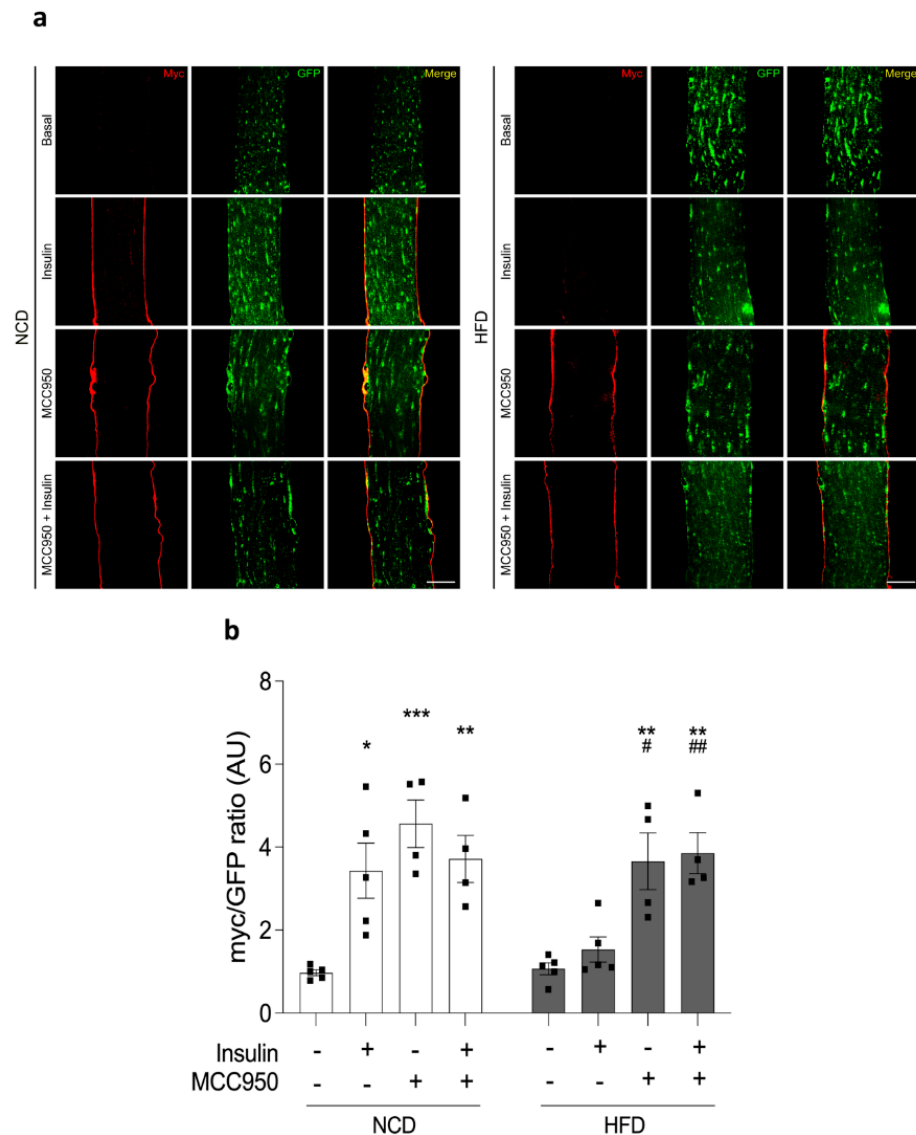 a
Myc GFP Merge Myc GFP Merge
Basal Basal
Insulin Insulin
NCD HFD
MCC950 MCC950
MCC950 + Insulin MCC950 + Insulin
b
8
*** ** ** **
* # ##
6
myc/GFP ratio (AU)
4
2
0
Insulin - + - + - + - +
MCC950 - - + + - - + +
NCD HFD